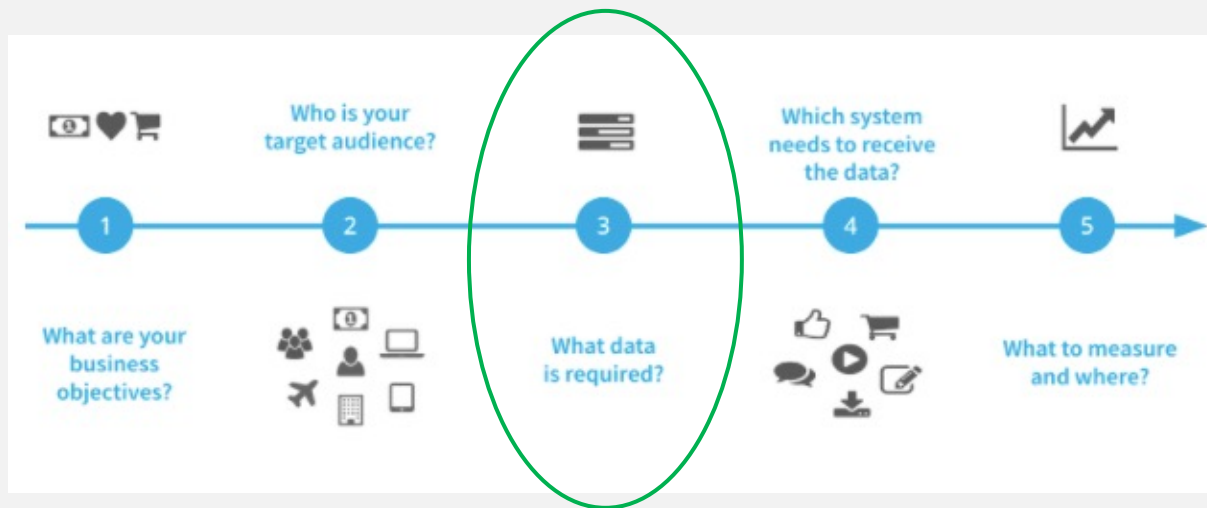 Who is your
target audience?
Which system
needs to receive
the data?
1
2
3
4
5
What are your
business
objectives?
What data
is required?
What to measure
and where?